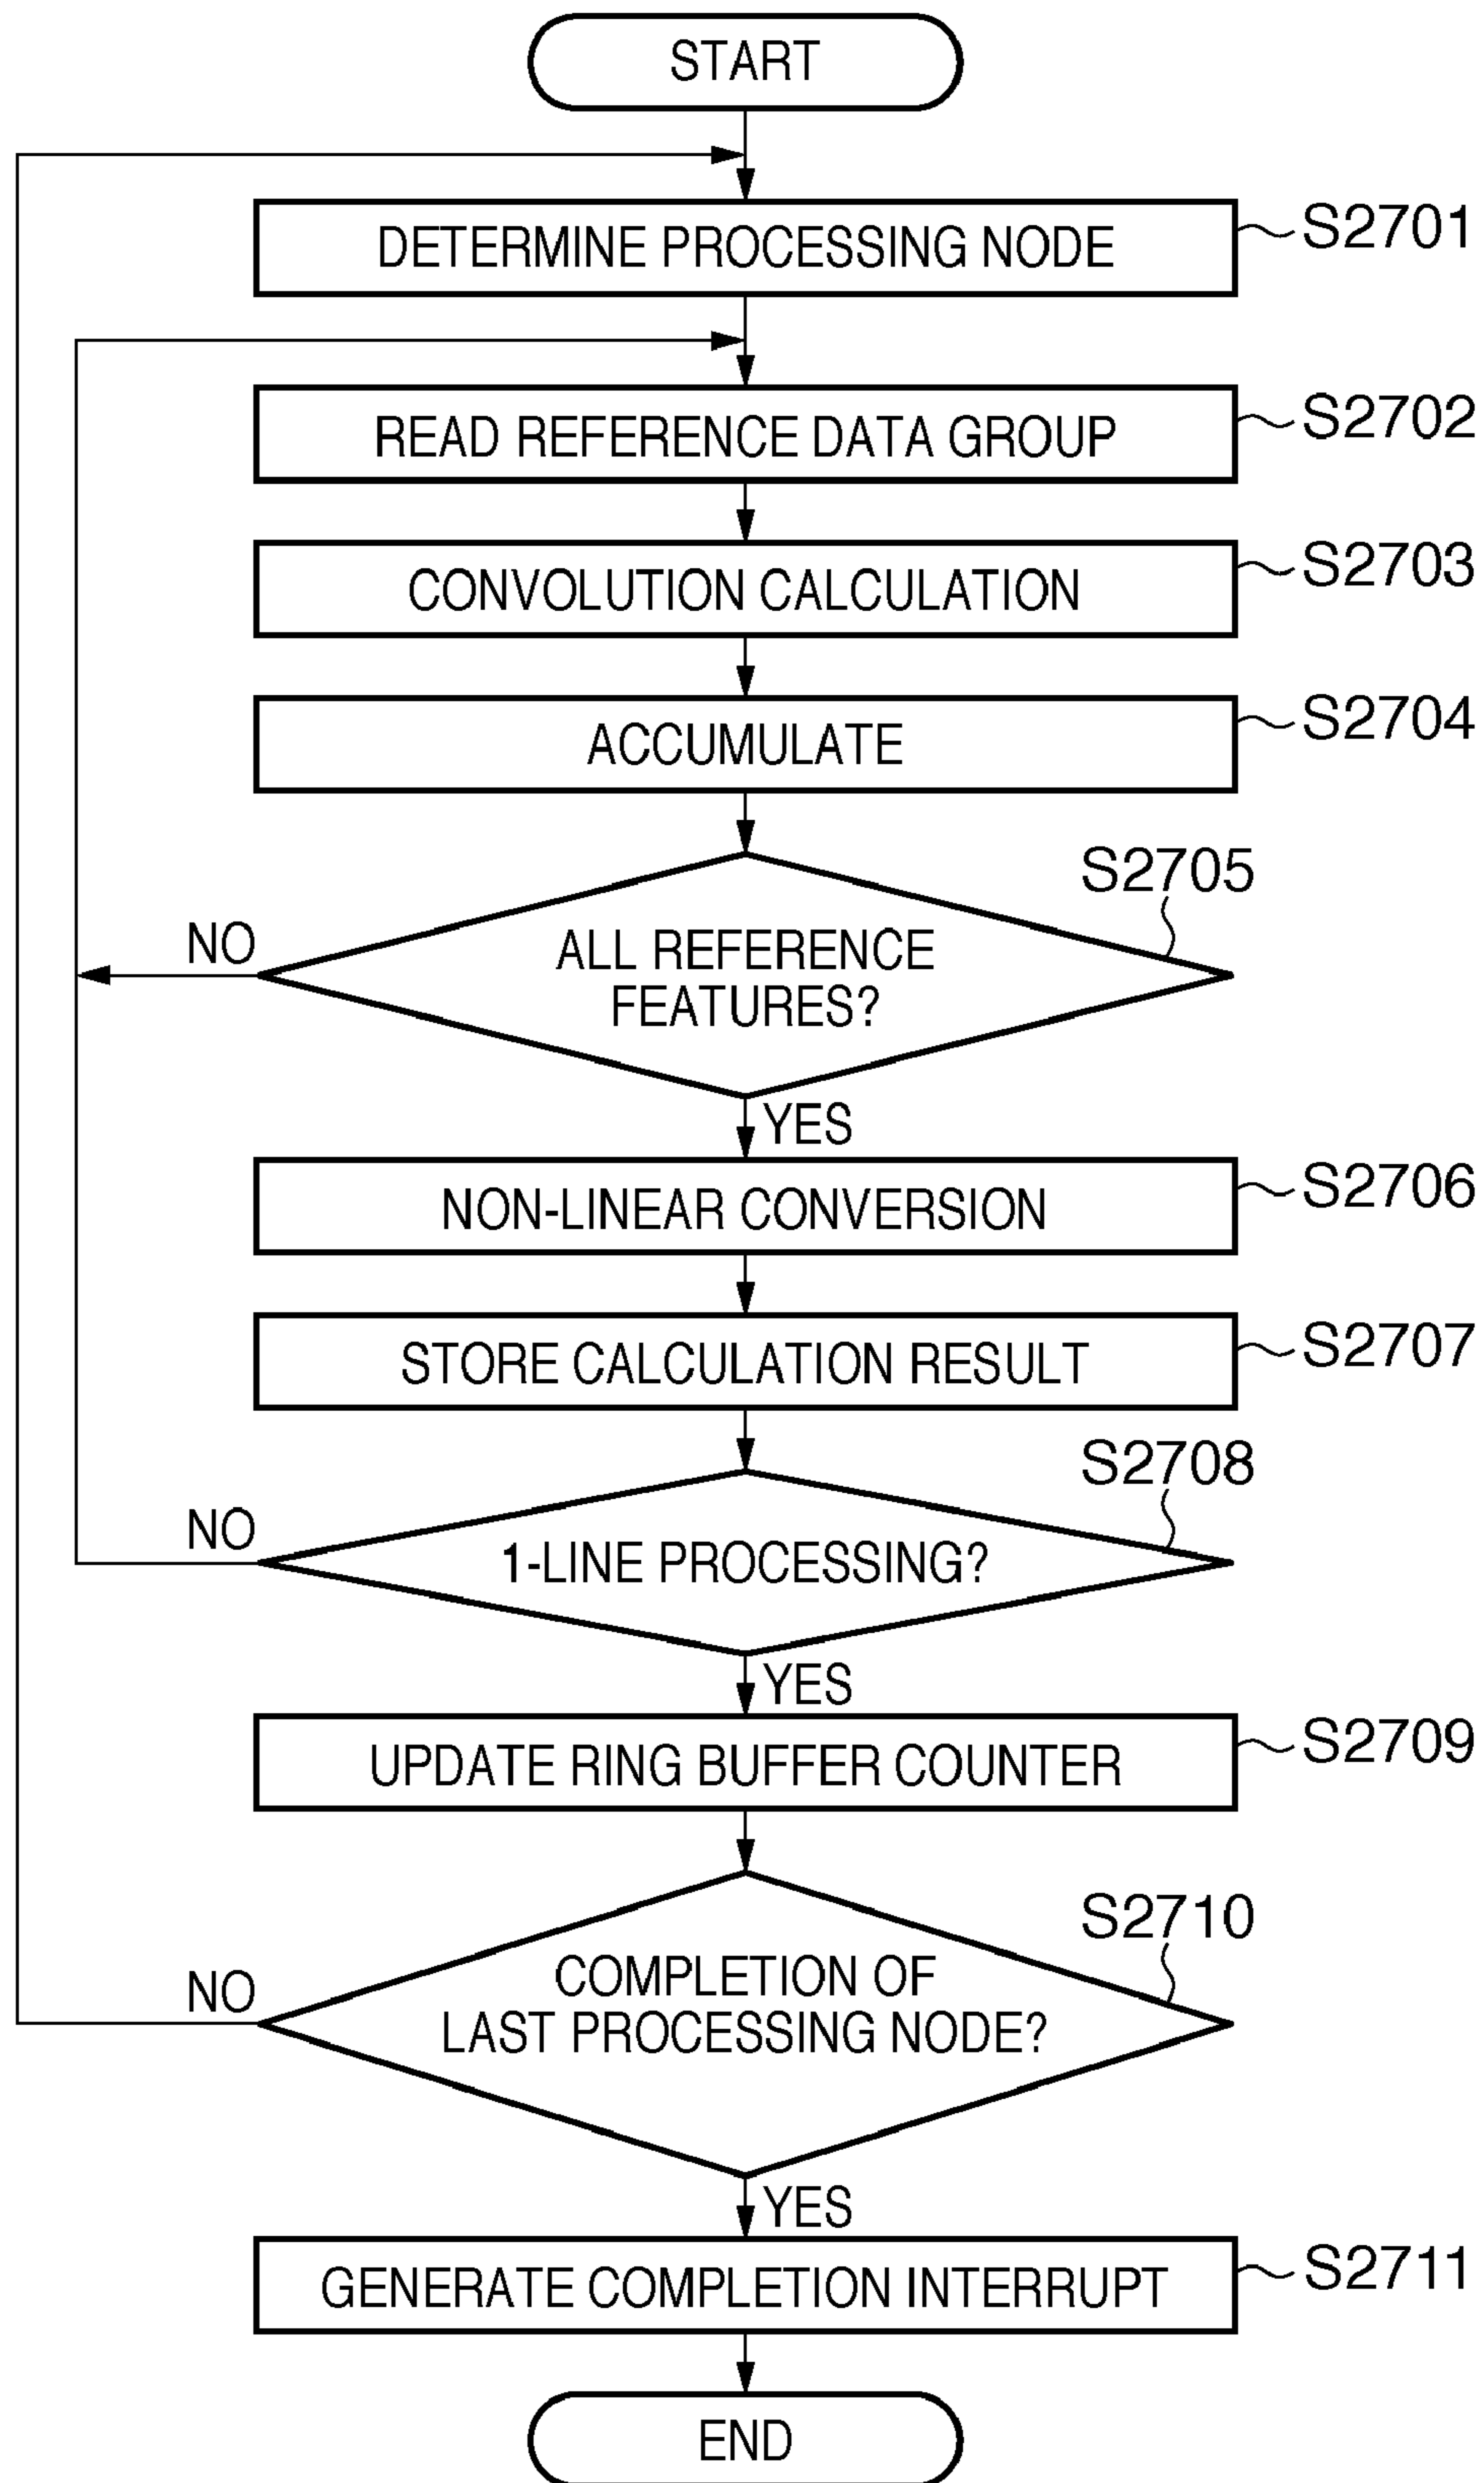 START
DETERMINE PROCESSING NODE
S2701
READ REFERENCE DATA GROUP
S2702
CONVOLUTION CALCULATION
S2703
ACCUMULATE
S2704
S2705
NO
ALL REFERENCE
FEATURES?
YES
NON-LINEAR CONVERSION
S2706
STORE CALCULATION RESULT
S2707
S2708
NO
1-LINE PROCESSING?
YES
UPDATE RING BUFFER COUNTER
S2709
S2710
NO
COMPLETION OF
LAST PROCESSING NODE?
YES
GENERATE COMPLETION INTERRUPT
S2711
END